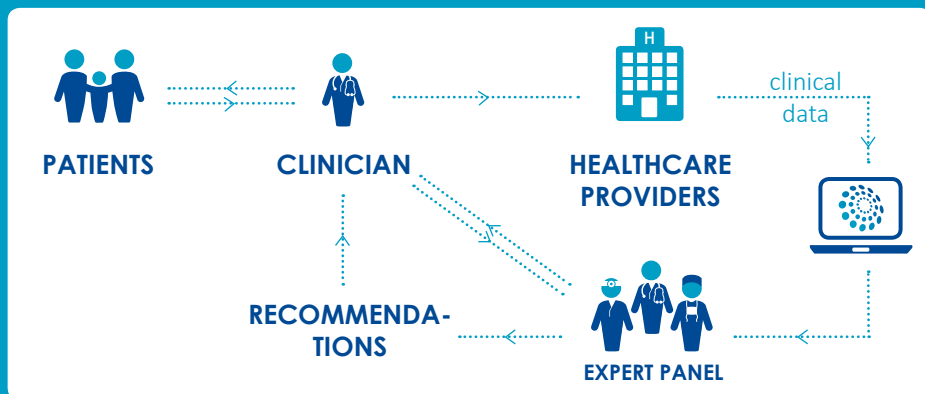 H
clinical
data
PATIENTS
CLINICIAN
HEALTHCARE
PROVIDERS
RECOMMENDA-
TIONS
EXPERT PANEL